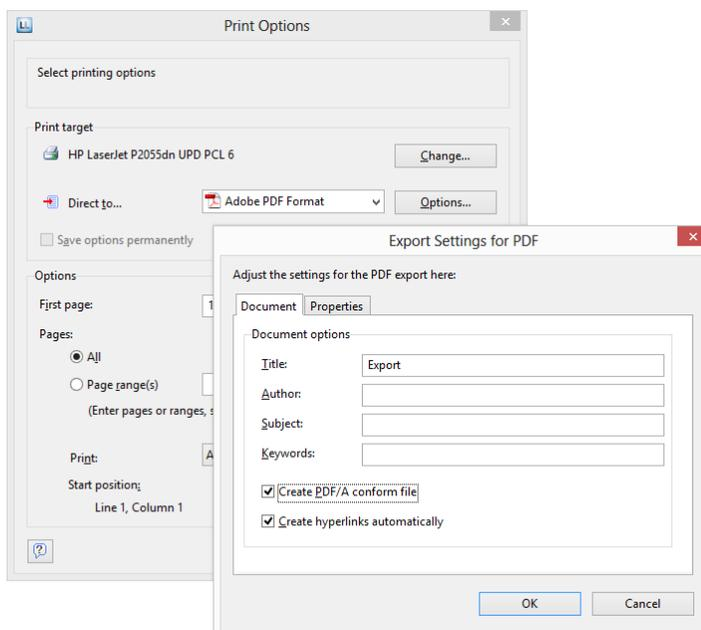 LL
Print Options
Select printing options
Print target
HP LaserJet P2055dn UPD PCL 6
Change...
Direct to...
Adobe PDF Format
Options...
Save options permanently
Options
First page:
1
Pages:
All
Page range(s)
(Enter pages or ranges, s
Print:
A
Start position:
Line 1, Column 1
Export Settings for PDF
Adjust the settings for the PDF export here:
Document
Properties
Document options
Title:
Export
Author:
Subject:
Keywords:
Create PDF/A conform file
Create hyperlinks automatically
OK
Cancel